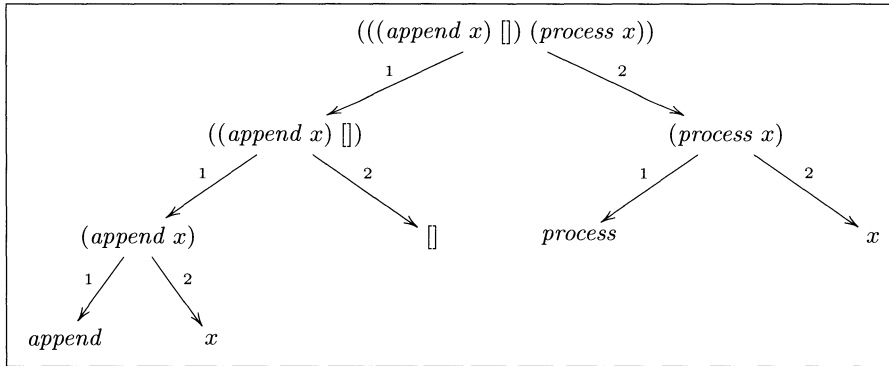 (((append x) []) (process x))
1 2
((append x) []) (process x)
1 2 1 2
(append x) [] process x
1 2
append x